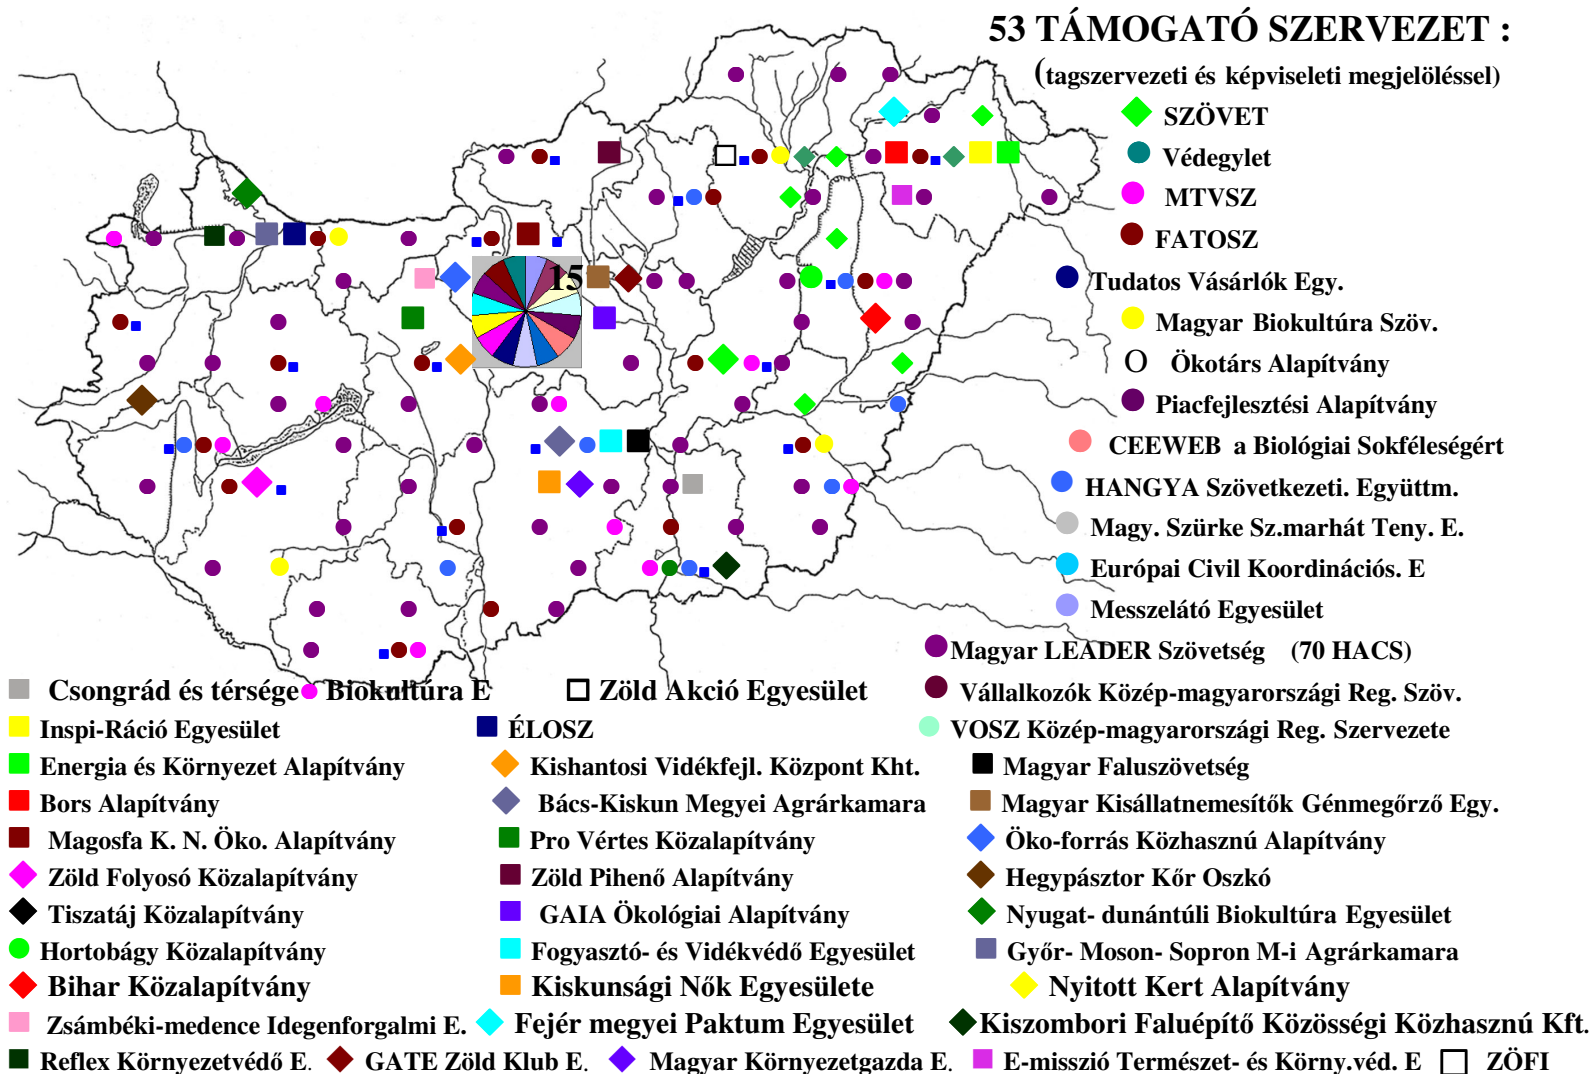 53 TÁMOGATÓ SZERVEZET :
(tagszervezeti és képviseleti megjelöléssel)
SZÖVET
Védegylet
MTVSZ
FATOSZ
15
Tudatos Vásárlók Egy.
Magyar Biokultúra Szöv.
Ökotárs Alapítvány
Piacfejlesztési Alapítvány
CEEWEB a Biológiai Sokféleségért
HANGYA Szövetkezeti. Együttm.
Magy. Szürke Sz.marhát Teny. E.
Európai Civil Koordinációs. E
Messzelátó Egyesület
Magyar LEADER Szövetség (70 HACS)
Csongrád és térsége Biokultúra E Zöld Akció Egyesület Vállalkozók Közép-magyarországi Reg. Szöv.
Inspi-Ráció Egyesület ÉLOSZ VOSZ Közép-magyarországi Reg. Szervezete
Energia és Környezet Alapítvány Kishantosi Vidékfejl. Központ Kht. Magyar Faluszövetség
Bors Alapítvány Bács-Kiskun Megyei Agrárkamara Magyar Kisállatnemesítők Génmegőrző Egy.
Magosfa K. N. Öko. Alapítvány Pro Vértes Közalapítvány Öko-forrás Közhasznú Alapítvány
Zöld Folyosó Közalapítvány Zöld Pihenő Alapítvány Hegypásztor Kőr Oszkó
Tiszatáj Közalapítvány GAIA Ökológiai Alapítvány Nyugat- dunántúli Biokultúra Egyesület
Hortobágy Közalapítvány Fogyasztó- és Vidékvédő Egyesület Győr- Moson- Sopron M-i Agrárkamara
Bihar Közalapítvány Kiskunsági Nők Egyesülete Nyitott Kert Alapítvány
Zsámbéki-medence Idegenforgalmi E. Fejér megyei Paktum Egyesület Kiszombori Faluépítő Közösségi Közhasznú Kft.
Reflex Környezetvédő E. GATE Zöld Klub E. Magyar Környezetgazda E. E-misszió Természet- és Körny.véd. E ZÖFI